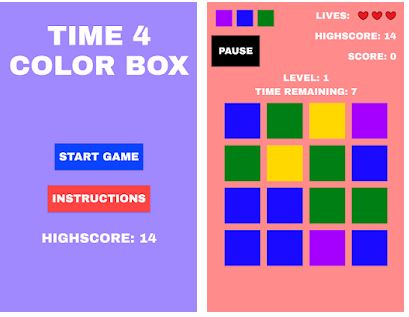 TIME 4
COLOR BOX
START GAME
INSTRUCTIONS
HIGHSCORE: 14
LIVES:
HIGHSCORE: 14
PAUSE
SCORE: 0
LEVEL: 1
TIME REMAINING: 7